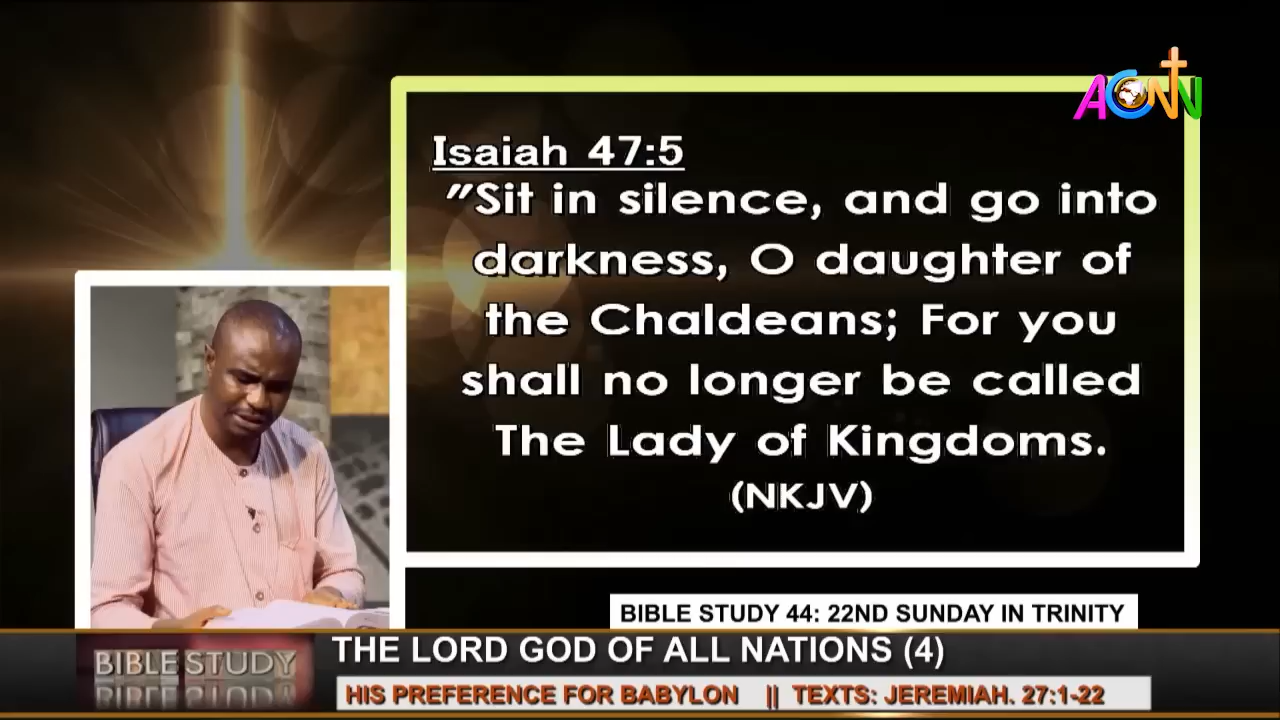 ACNN
Isaiah 47:5
"Sit in silence, and go into
darkness, O daughter of
the Chaldeans; For you
shall no longer be called
The Lady of Kingdoms.
(NKJV)
BIBLE STUDY 44: 22ND SUNDAY IN TRINITY
BIBLE STUDY
THE LORD GOD OF ALL NATIONS (4)
HIS PREFERENCE FOR BABYLON || TEXTS: JEREMIAH. 27:1-22